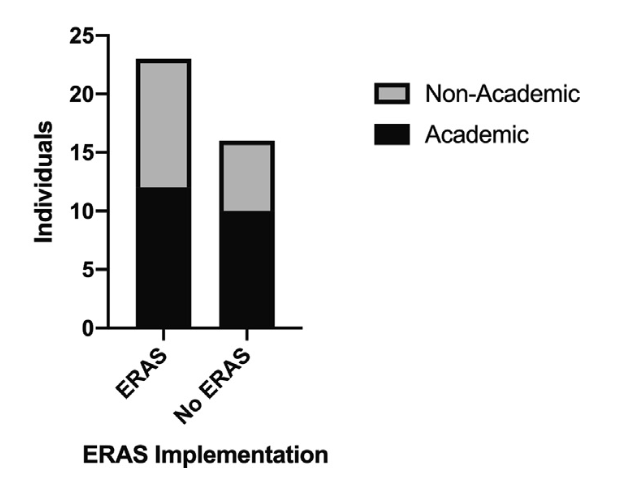 25
20
15
10
5
0
Individuals
ERAS
No ERAS
ERAS Implementation
Non-Academic
Academic